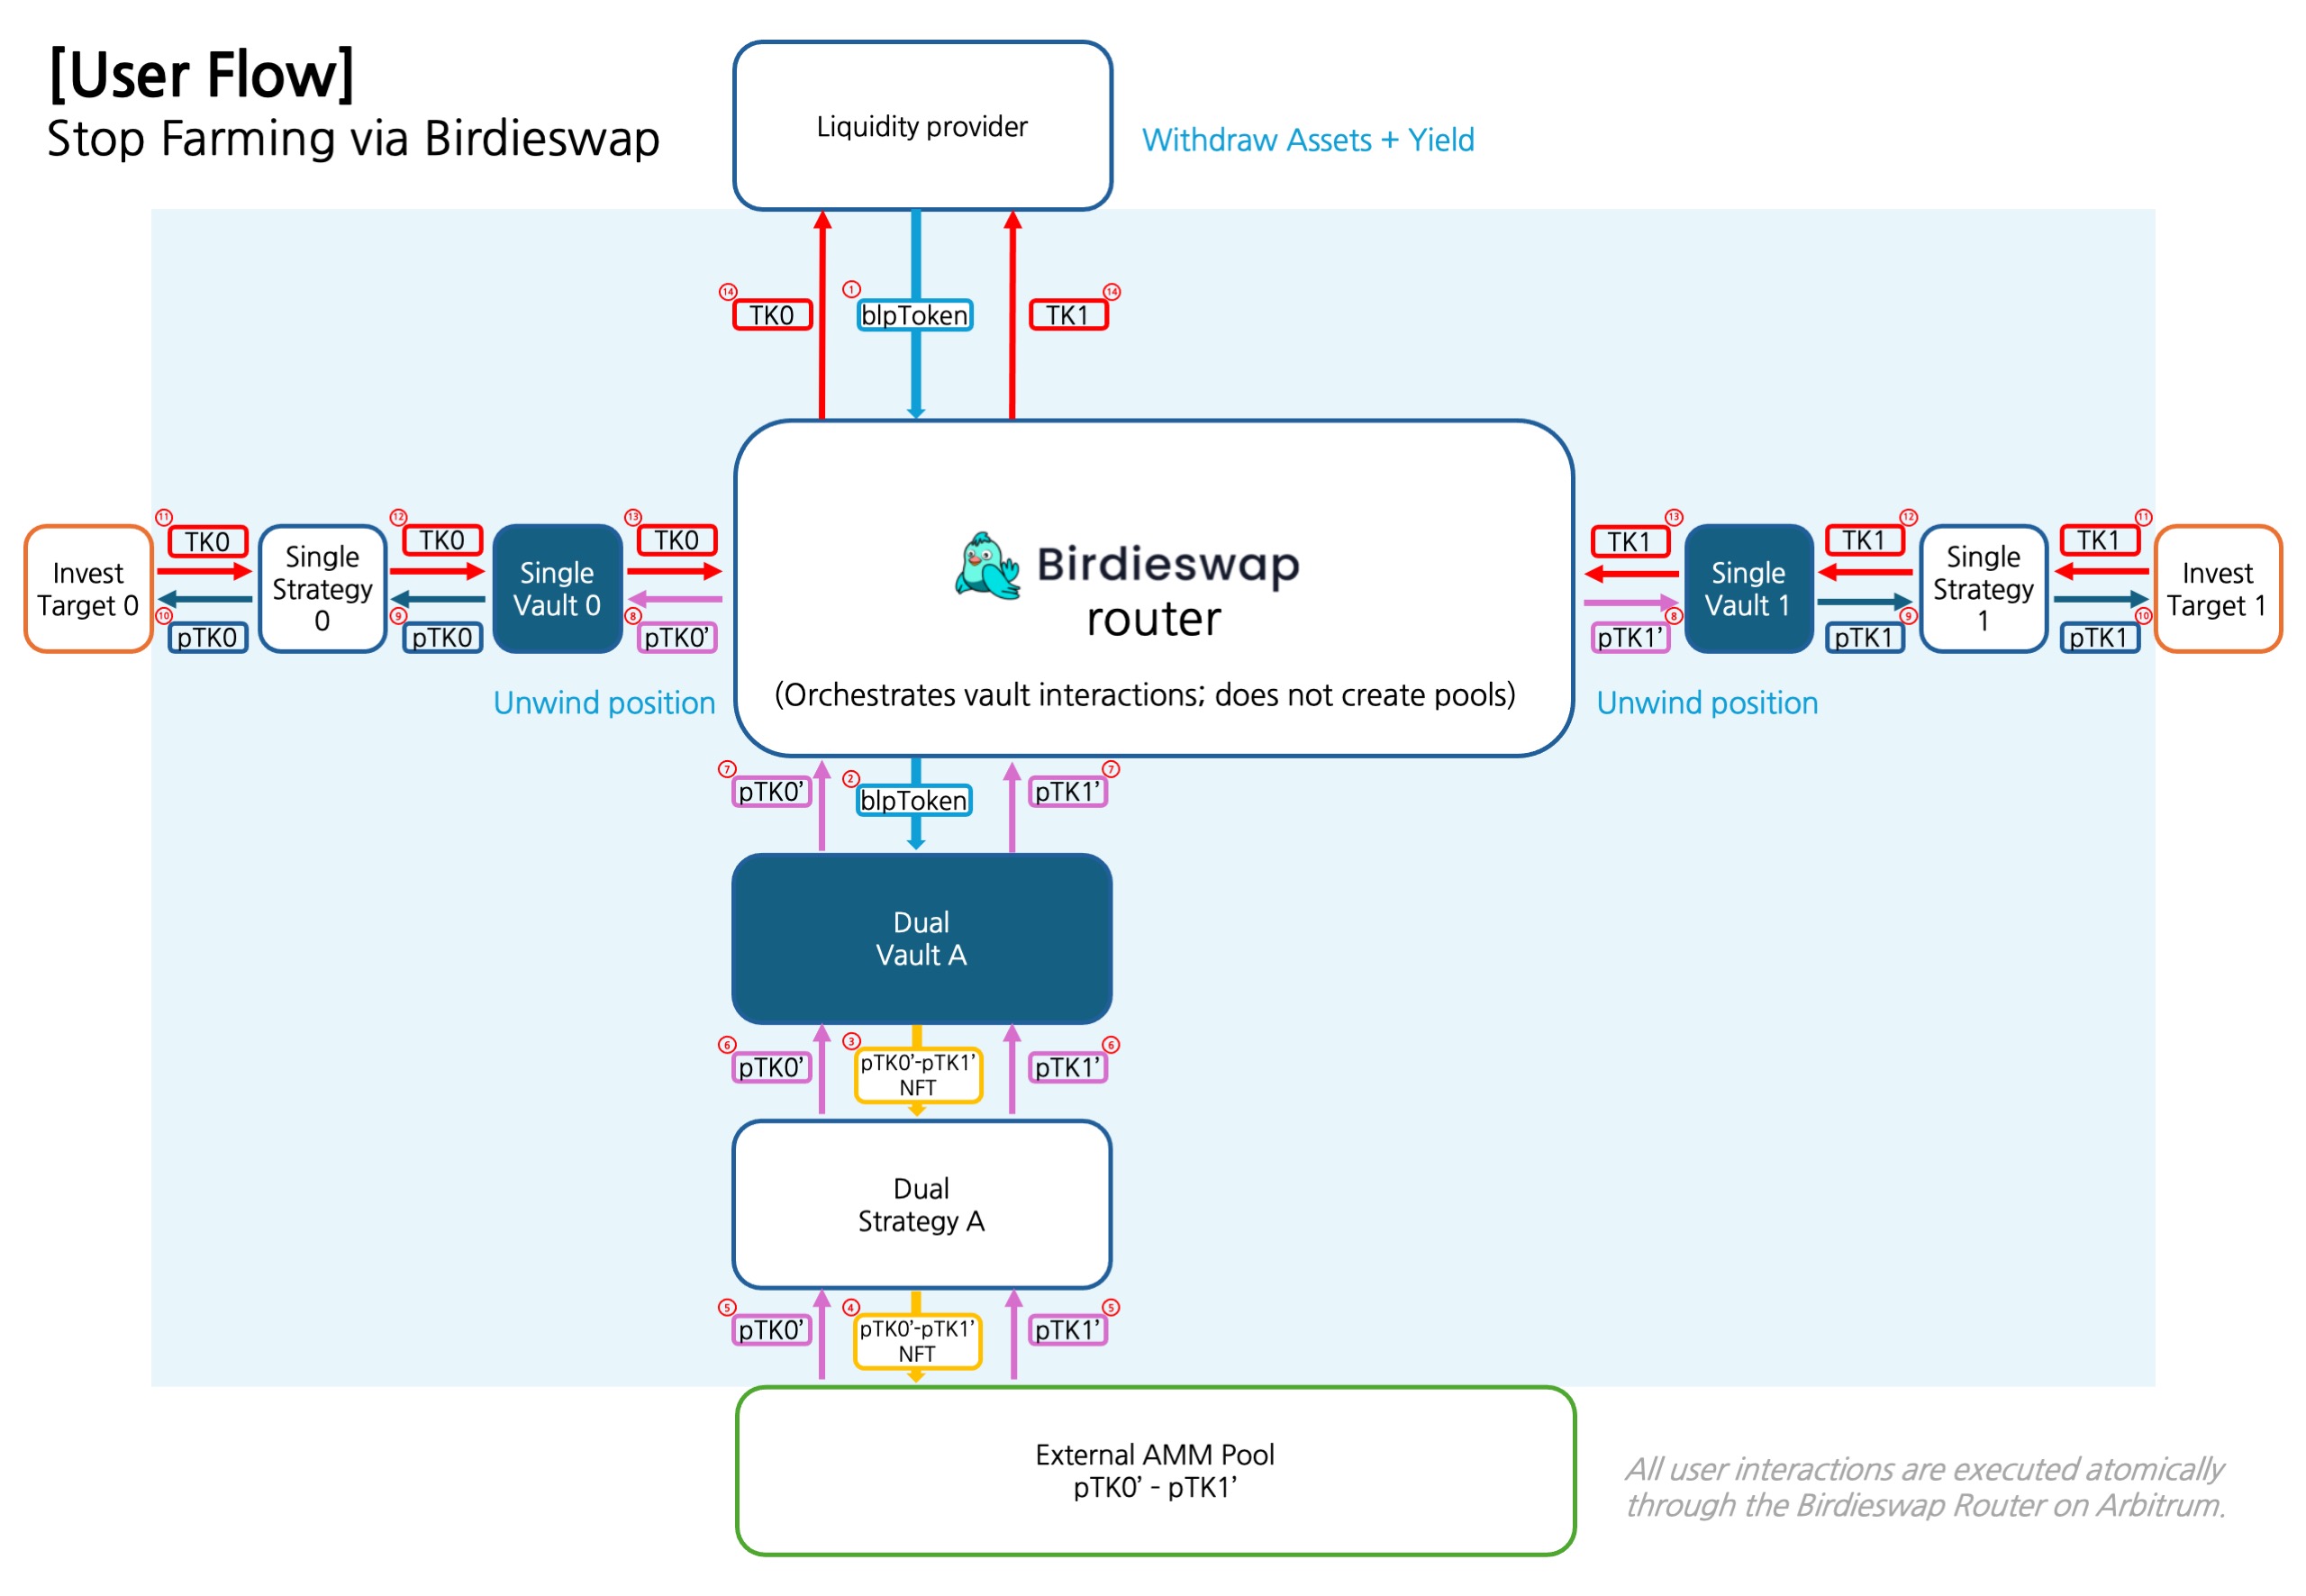 [User Flow]
Stop Farming via Birdieswap
Liquidity provider
Withdraw Assets + Yield
14
TK0
1
blpToken
14
TK1
Invest
Target 0
11
TK0
10
pTK0
Single
Strategy
0
12
TK0
9
pTK0
Single
Vault 0
13
TK0
8
pTK0’
Unwind position
Birdieswap
router
(Orchestrates vault interactions; does not create pools)
13
TK1
8
pTK1’
Single
Vault 1
12
TK1
9
pTK1
Single
Strategy
1
11
TK1
10
pTK1
Invest
Target 1
Unwind position
7
pTK0’
2
blpToken
7
pTK1’
Dual
Vault A
6
pTK0’
3
pTK0’-pTK1’
NFT
6
pTK1’
Dual
Strategy A
5
pTK0’
4
pTK0’-pTK1’
NFT
5
pTK1’
External AMM Pool
pTK0’ - pTK1’
All user interactions are executed atomically
through the Birdieswap Router on Arbitrum.